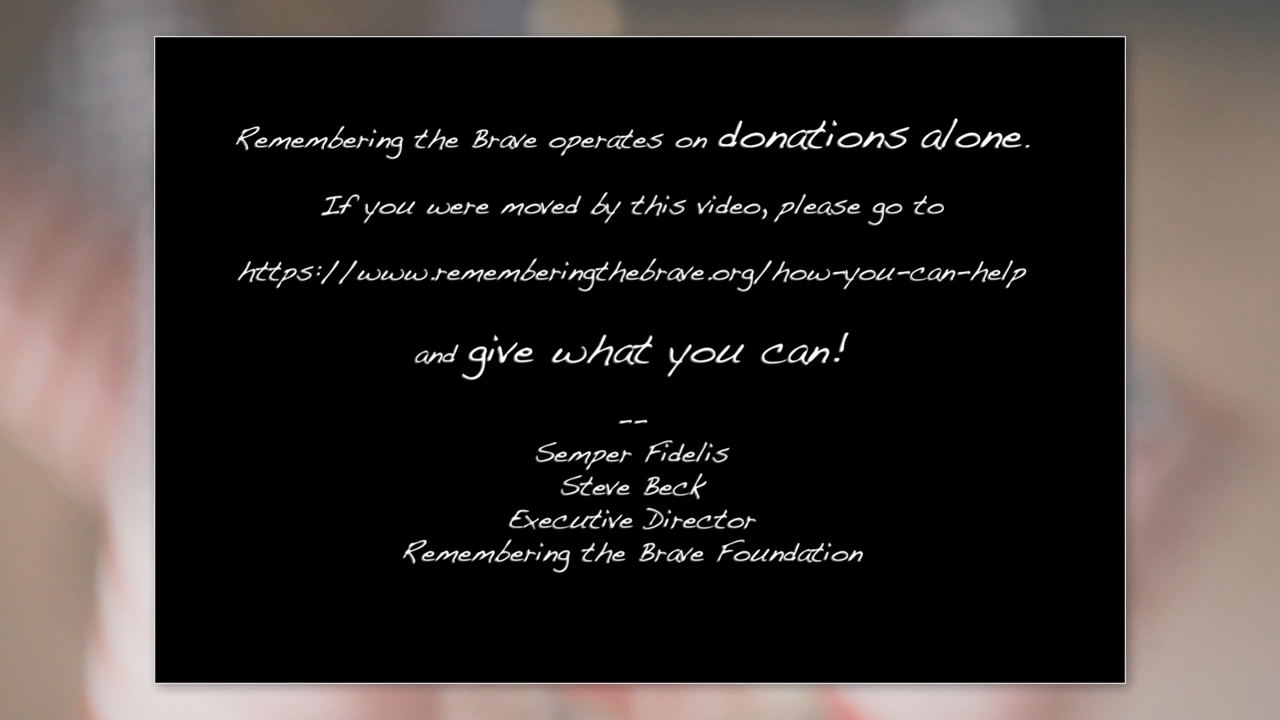 Remembering the Brave operates on donations alone.
If you were moved by this video, please go to
https://www.rememberingthebrave.org/how-you-can-help
and give what you can!
--
Semper Fidelis
Steve Beck
Executive Director
Remembering the Brave Foundation